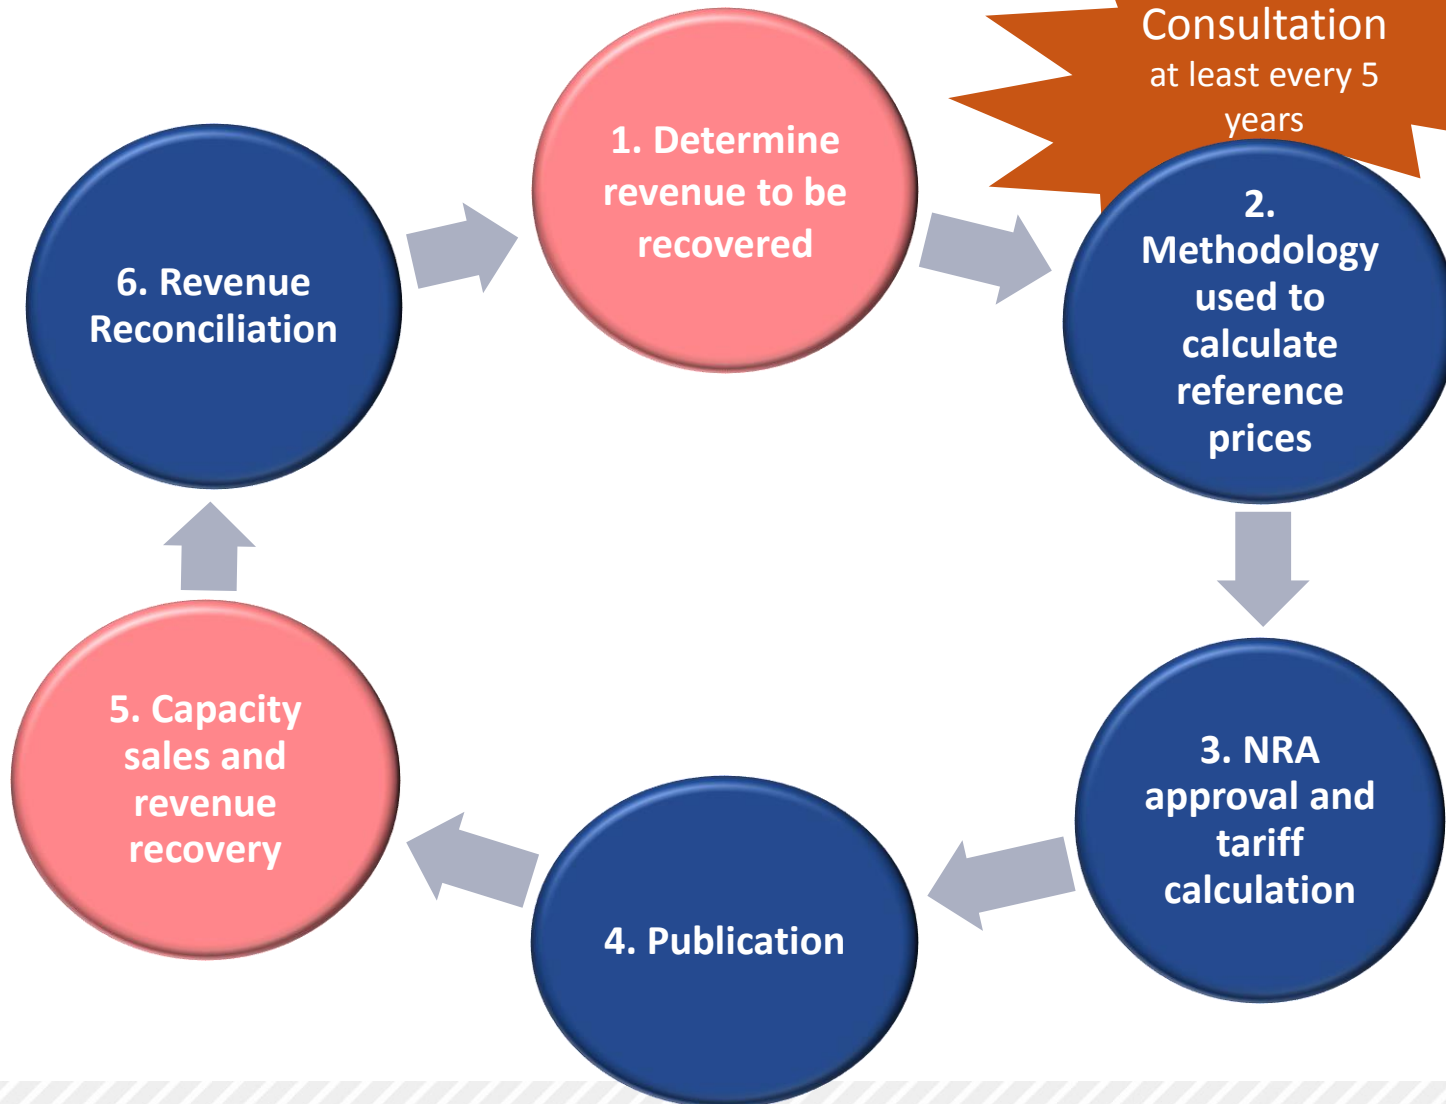 Consultation
at least every 5
years
1. Determine
revenue to be
recovered
2.
Methodology
used to
calculate
reference
prices
3. NRA
approval and
tariff
calculation
4. Publication
5. Capacity
sales and
revenue
recovery
6. Revenue
Reconciliation